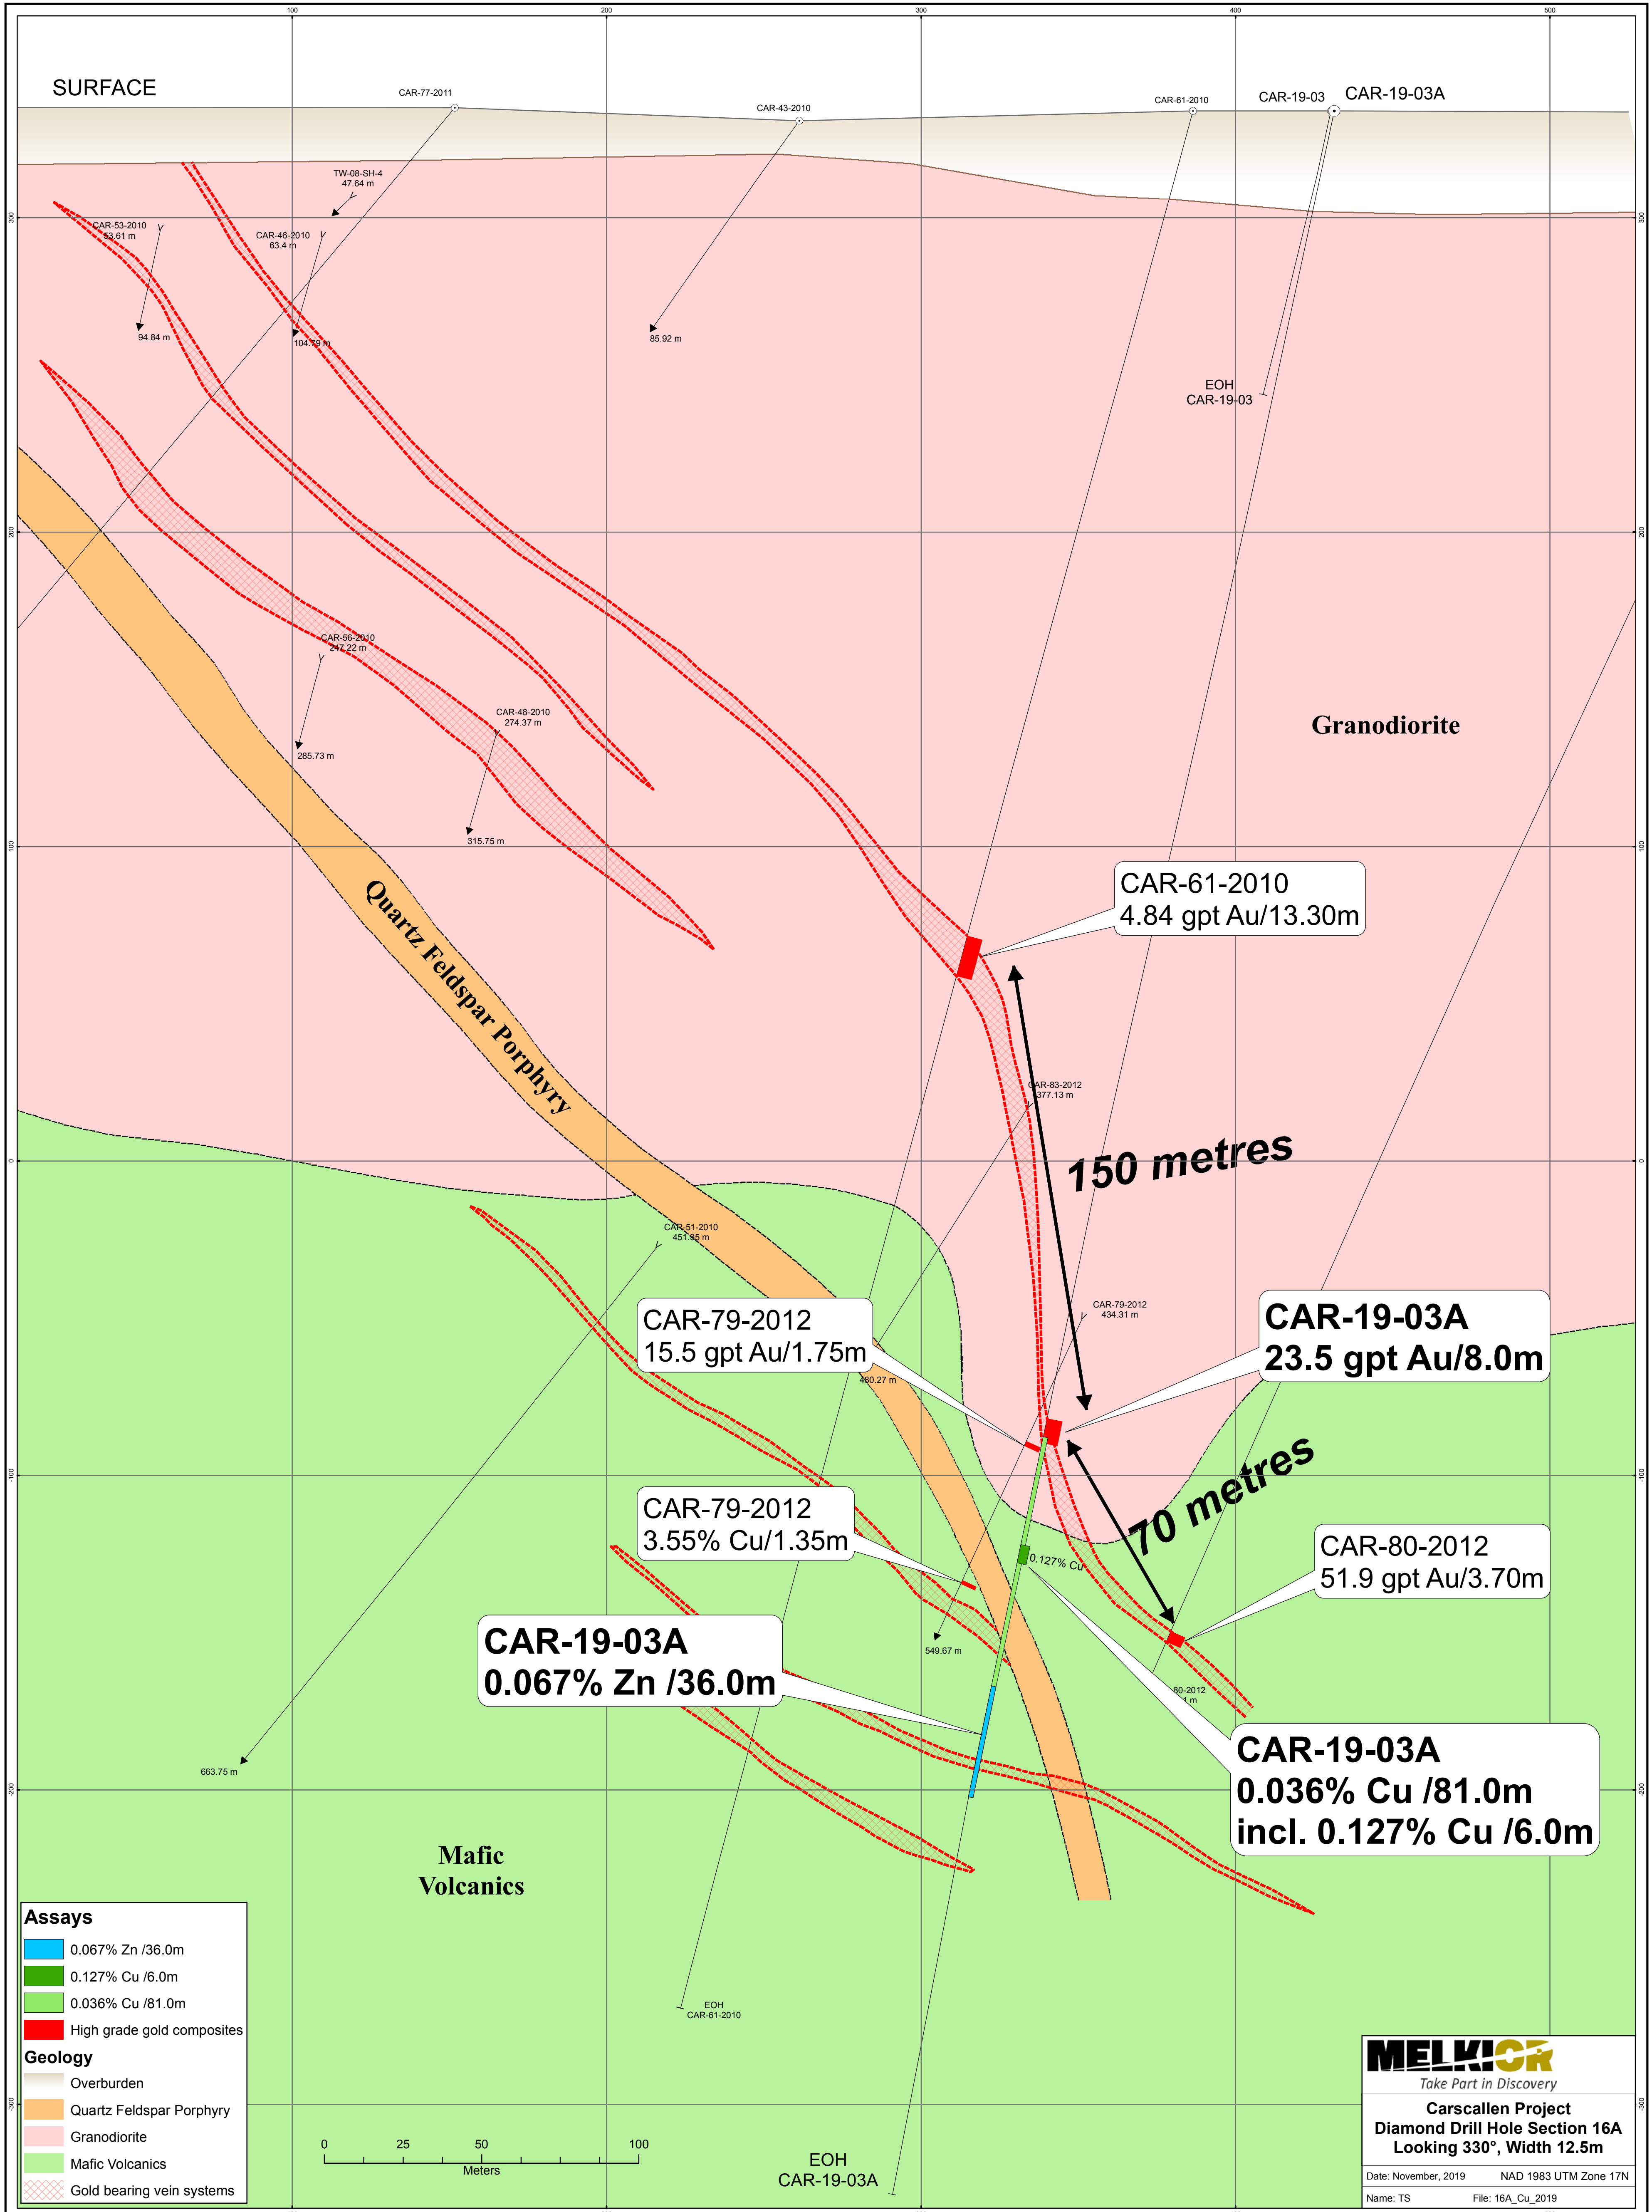 100
200
300
400
500
SURFACE
CAR-77-2011
CAR-43-2010
CAR-61-2010
CAR-19-03
CAR-19-03A
TW-08-SH-4
47.64 m
300
300
CAR-53-2010
53.61 m
CAR-46-2010
63.4 m
94.84 m
104.79 m
85.92 m
EOH
CAR-19-03
200
200
CAR-56-2010
247.22 m
285.73 m
CAR-48-2010
274.37 m
315.75 m
Granodiorite
100
100
CAR-61-2010
4.84 gpt Au/13.30m
Quartz Feldspar Porphyry
CAR-83-2012
377.13 m
0
0
150 metres
CAR-51-2010
451.95 m
CAR-79-2012
434.31 m
CAR-79-2012
15.5 gpt Au/1.75m
CAR-19-03A
23.5 gpt Au/8.0m
480.27 m
-100
-100
70 metres
CAR-79-2012
3.55% Cu/1.35m
0.127% Cu
CAR-80-2012
51.9 gpt Au/3.70m
CAR-19-03A
0.067% Zn /36.0m
549.67 m
80-2012
1 m
663.75 m
CAR-19-03A
0.036% Cu /81.0m
incl. 0.127% Cu /6.0m
-200
-200
Mafic
Volcanics
EOH
CAR-61-2010
-300
-300
EOH
CAR-19-03A
Assays
0.067% Zn /36.0m
0.127% Cu /6.0m
0.036% Cu /81.0m
High grade gold composites
Geology
Overburden
Quartz Feldspar Porphyry
Granodiorite
Mafic Volcanics
Gold bearing vein systems
0 25 50 100
Meters
MELKIOR
Take Part in Discovery
Carscallen Project
Diamond Drill Hole Section 16A
Looking 330°, Width 12.5m
Date: November, 2019 NAD 1983 UTM Zone 17N
Name: TS File: 16A_Cu_2019